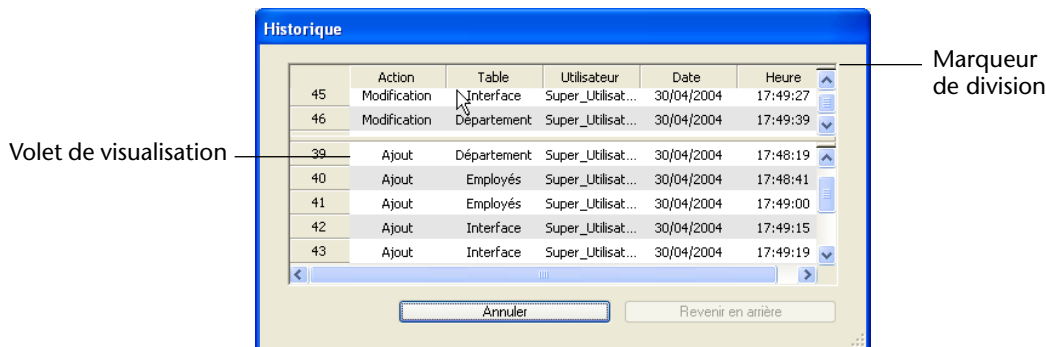 Historique
Marqueur
de division
Action Table Utilisateur Date Heure
45 Modification Interface Super_Utilisat... 30/04/2004 17:49:27
46 Modification Département Super_Utilisat... 30/04/2004 17:49:39
Volet de visualisation
39 Ajout Département Super_Utilisat... 30/04/2004 17:48:19
40 Ajout Employés Super_Utilisat... 30/04/2004 17:48:41
41 Ajout Employés Super_Utilisat... 30/04/2004 17:49:00
42 Ajout Interface Super_Utilisat... 30/04/2004 17:49:15
43 Ajout Interface Super_Utilisat... 30/04/2004 17:49:19
Annuler Revenir en arrière